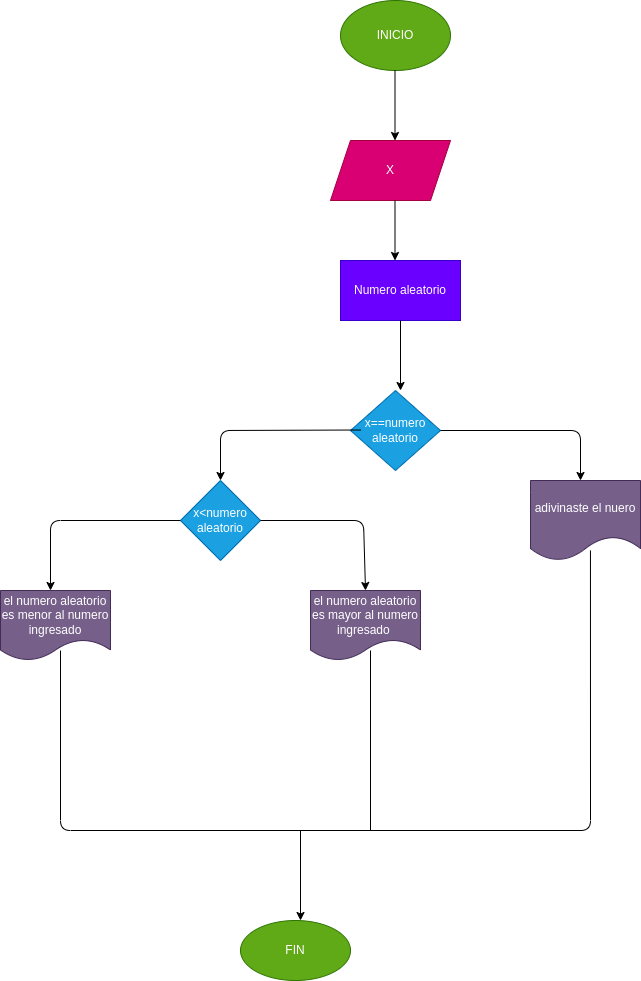 INICIO
X
Numero aleatorio
x==numero
aleatorio
x<numero
aleatorio
adivinaste el nuero
el numero aleatorio
es menor al numero
ingresado
el numero aleatorio
es mayor al numero
ingresado
FIN